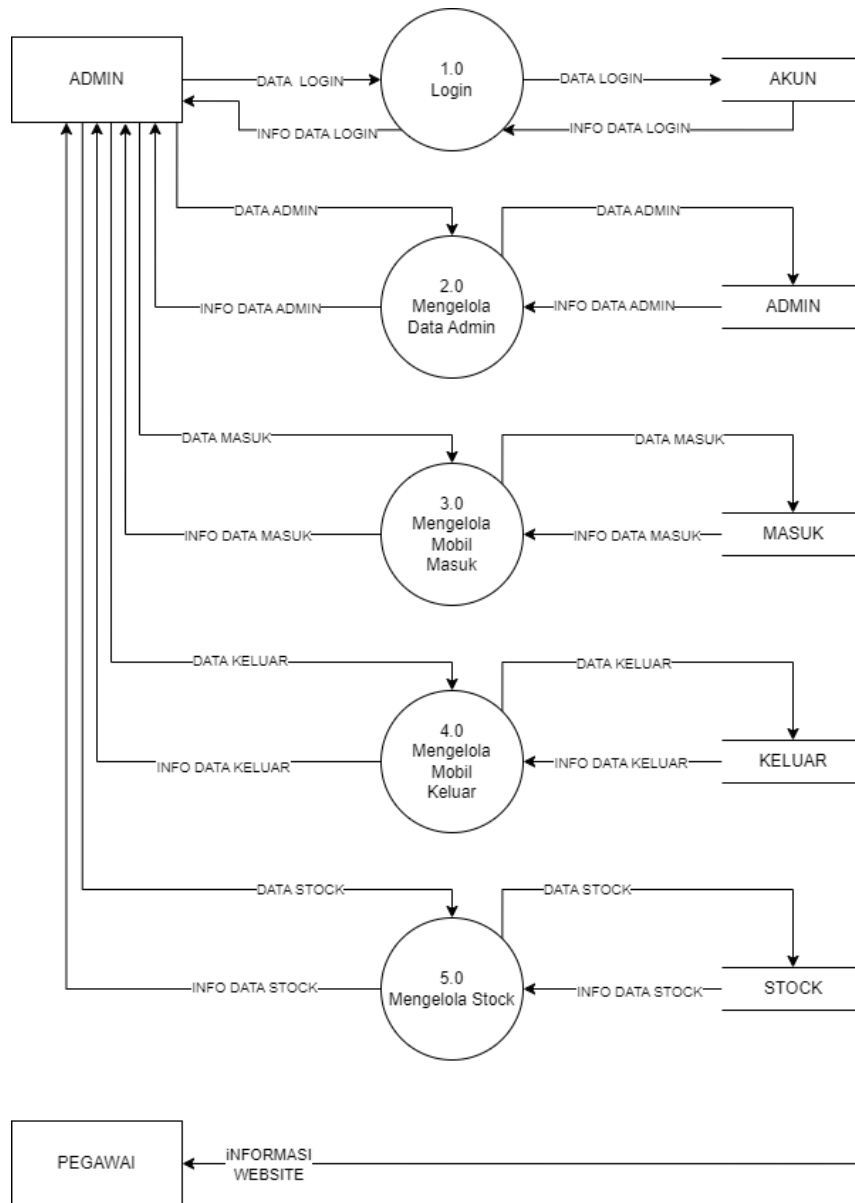 ADMIN
DATA LOGIN
1.0
Login
DATA LOGIN
AKUN
INFO DATA LOGIN
INFO DATA LOGIN
DATA ADMIN
DATA ADMIN
2.0
Mengelola
Data Admin
INFO DATA ADMIN
INFO DATA ADMIN
ADMIN
DATA MASUK
DATA MASUK
3.0
Mengelola
Mobil
Masuk
INFO DATA MASUK
INFO DATA MASUK
MASUK
DATA KELUAR
DATA KELUAR
4.0
Mengelola
Mobil
Keluar
INFO DATA KELUAR
INFO DATA KELUAR
KELUAR
DATA STOCK
DATA STOCK
5.0
Mengelola Stock
INFO DATA STOCK
INFO DATA STOCK
STOCK
PEGAWAI
iNFORMASI
WEBSITE